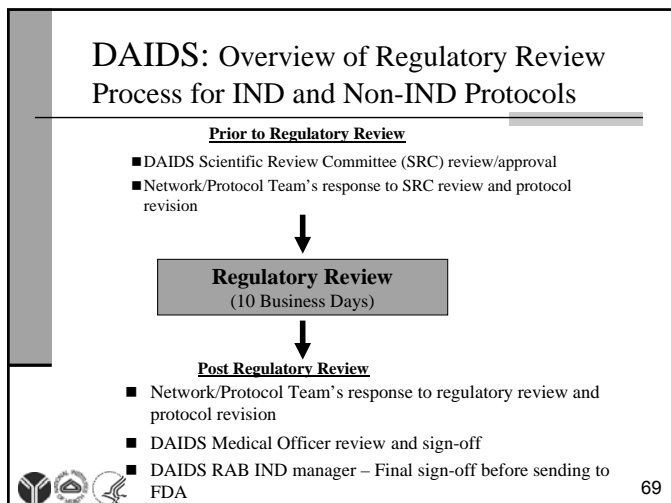 DAIDS: Overview of Regulatory Review
Process for IND and Non-IND Protocols
Prior to Regulatory Review
■ DAIDS Scientific Review Committee (SRC) review/approval
■ Network/Protocol Team's response to SRC review and protocol
revision
Regulatory Review
(10 Business Days)
Post Regulatory Review
■ Network/Protocol Team's response to regulatory review and
protocol revision
■ DAIDS Medical Officer review and sign-off
■ DAIDS RAB IND manager – Final sign-off before sending to
FDA
69